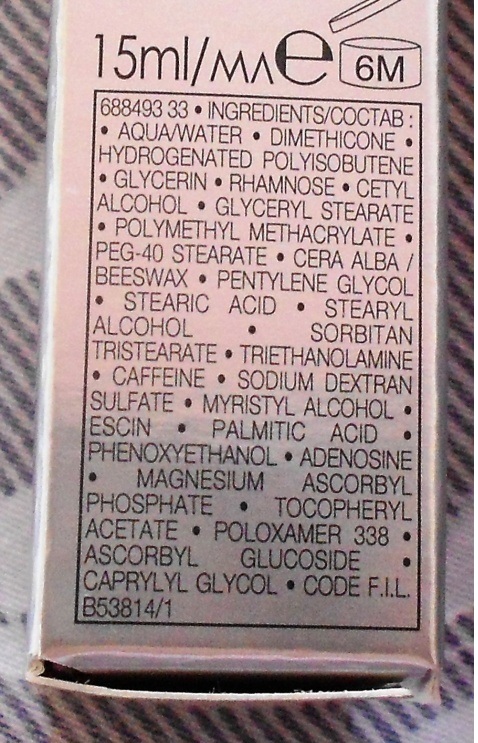 15ml/мл e 6M
688493 33 • INGREDIENTS/COCTAB :
• AQUA/WATER • DIMETHICONE •
HYDROGENATED POLYISOBUTENE
• GLYCERIN • RHAMNOSE • CETYL
ALCOHOL • GLYCERYL STEARATE
• POLYMETHYL METHACRYLATE •
PEG-40 STEARATE • CERA ALBA /
BEESWAX • PENTYLENE GLYCOL
• STEARIC ACID • STEARYL
ALCOHOL • SORBITAN
TRISTEARATE • TRIETHANOLAMINE
• CAFFEINE • SODIUM DEXTRAN
SULFATE • MYRISTYL ALCOHOL •
ESCIN • PALMITIC ACID •
PHENOXYETHANOL • ADENOSINE
• MAGNESIUM ASCORBYL
PHOSPHATE • TOCOPHERYL
ACETATE • POLOXAMER 338 •
ASCORBYL GLUCOSIDE •
CAPRYLYL GLYCOL • CODE F.I.L.
B53814/1